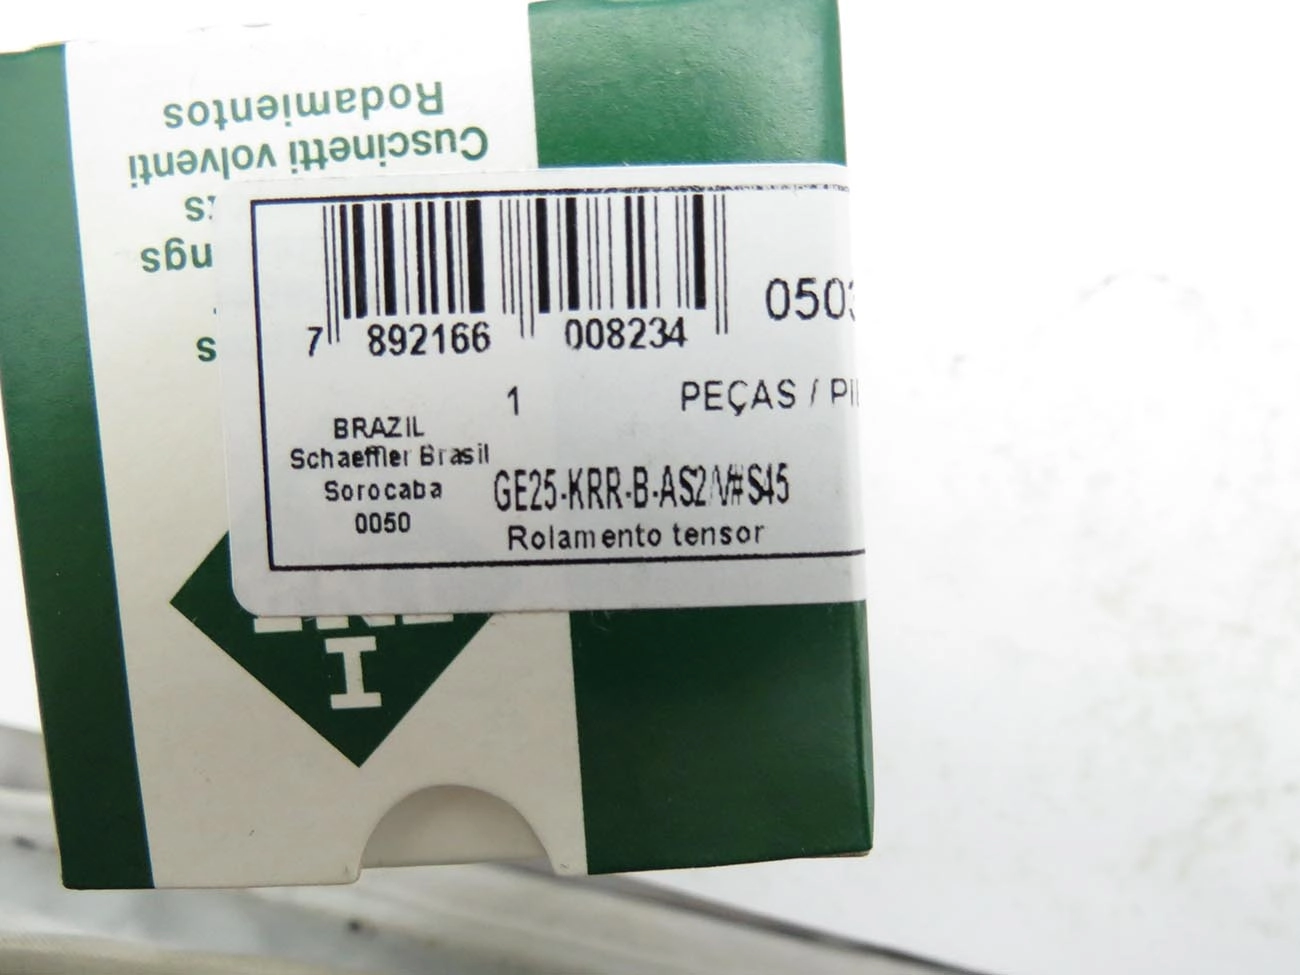 Rodamientos
Cuscinetti volventi
7 892166 008234
1
PEÇAS /
BRAZIL
Schaeffler Brasil
Sorocaba
0050
GE25-KRR-B-AS2/V#S45
Rolamento tensor